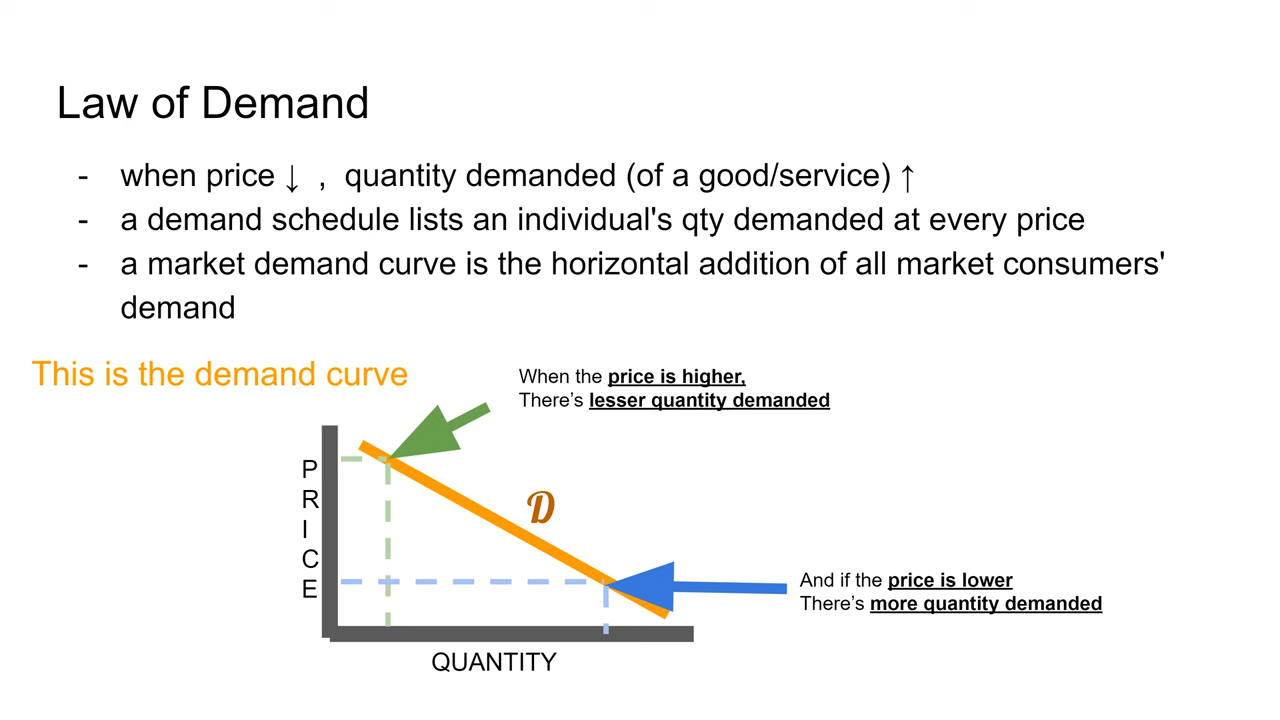 Law of Demand
- when price ↓ , quantity demanded (of a good/service) ↑
- a demand schedule lists an individual's qty demanded at every price
- a market demand curve is the horizontal addition of all market consumers'
demand
This is the demand curve
When the price is higher,
There’s lesser quantity demanded
P
R
I
C
E
D
And if the price is lower
There’s more quantity demanded
QUANTITY